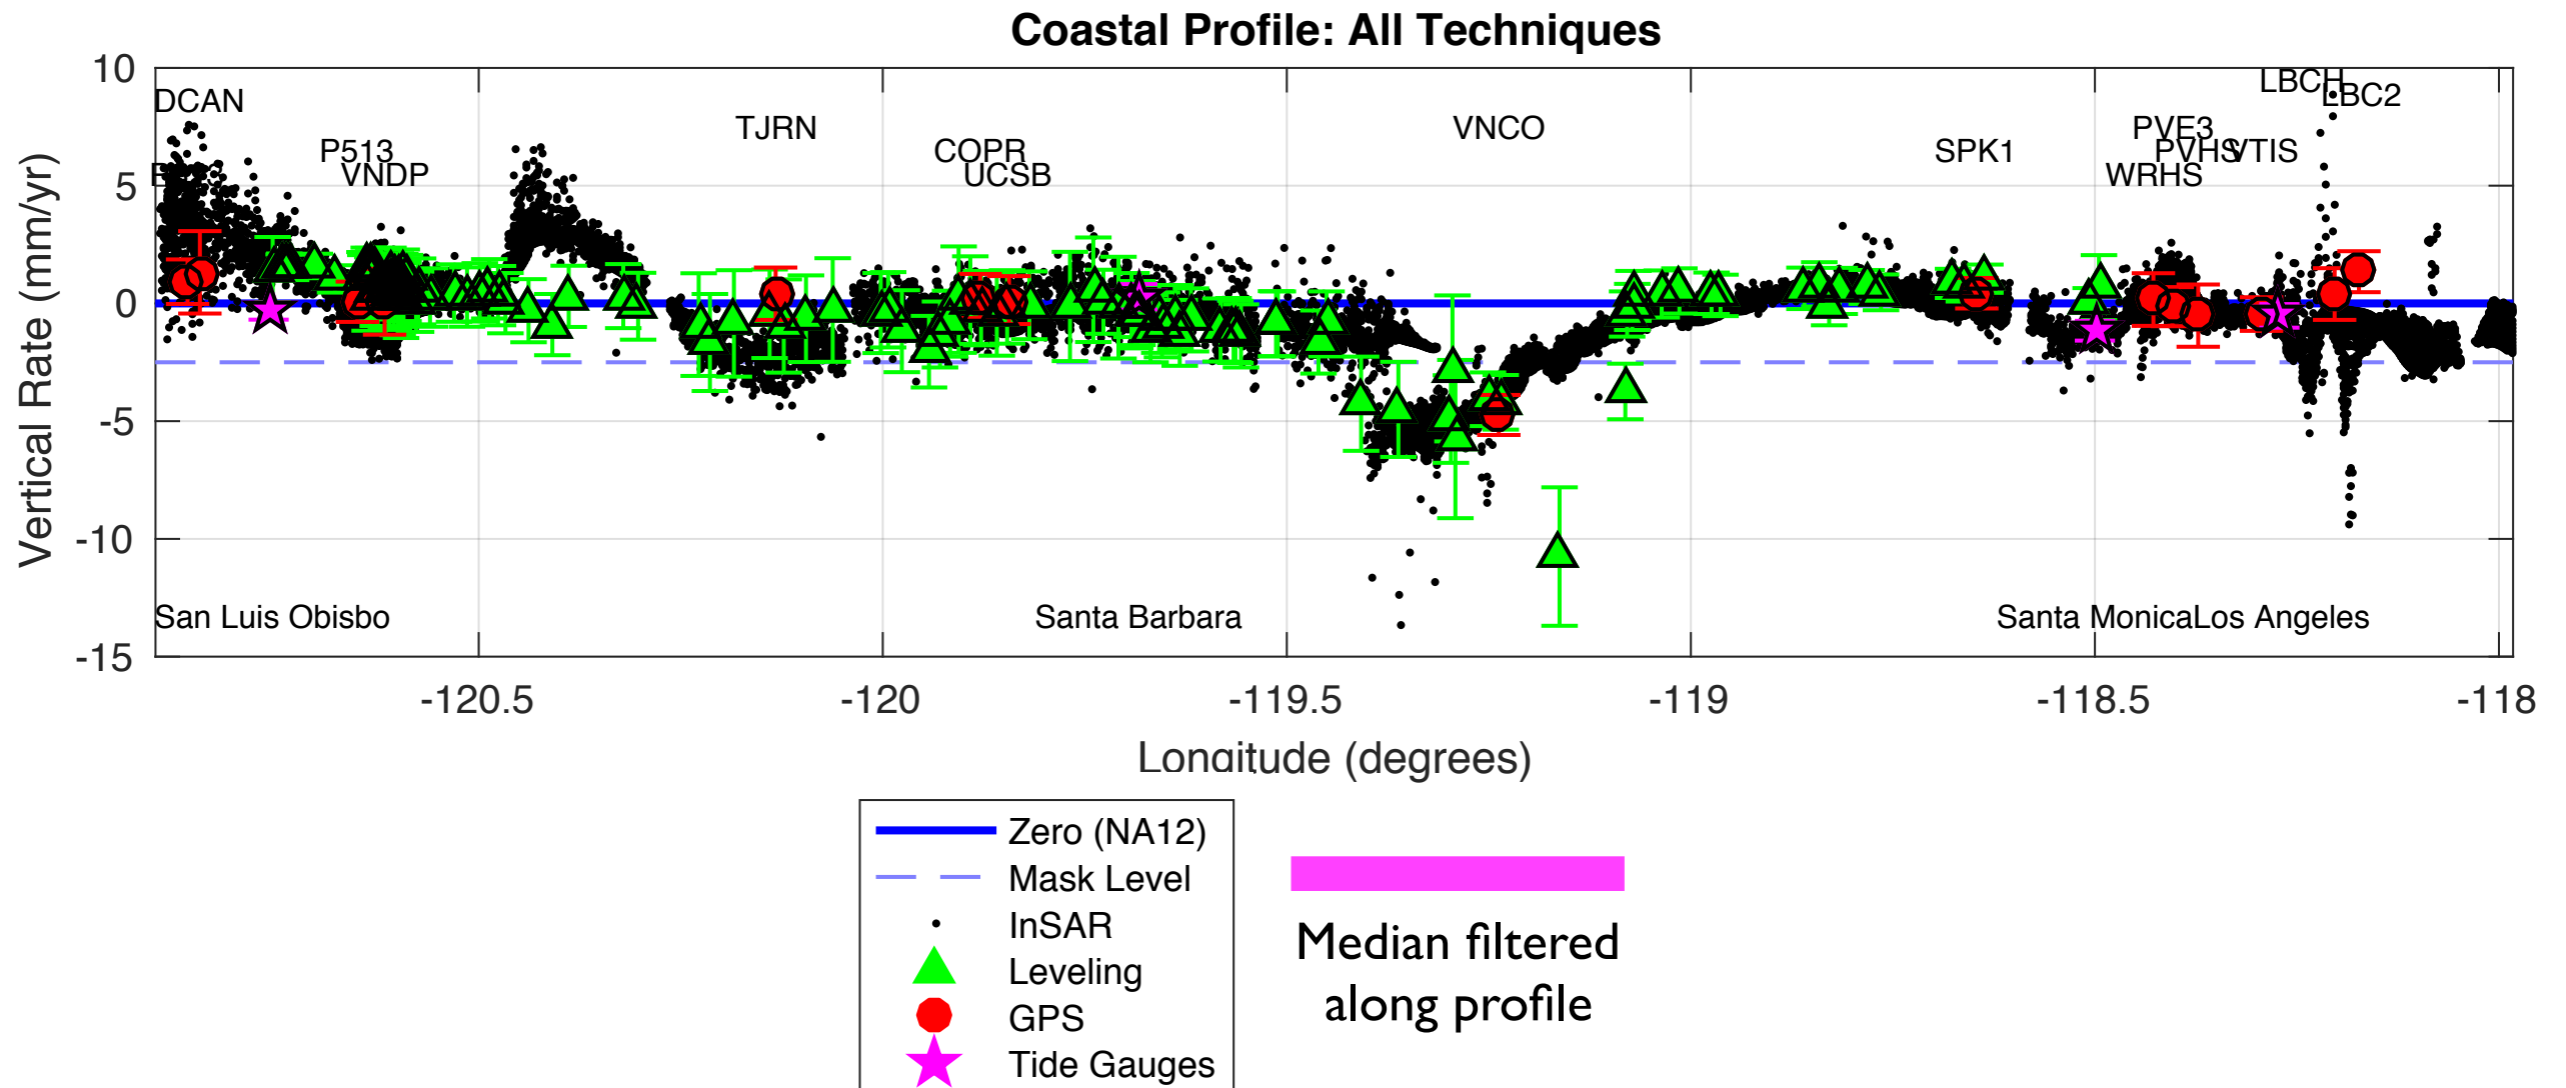 Coastal Profile: All Techniques
Vertical Rate (mm/yr)
10
5
0
-5
-10
-15
DCAN
P513
VNDP
TJRN
COPR
UCSB
VNCO
SPK1
WRHS
PVE3
PVHS
VTIS
LBCH
LBC2
San Luis Obisbo
Santa Barbara
Santa Monica
Los Angeles
-120.5
-120
-119.5
-119
-118.5
-118
Longitude (degrees)
Zero (NA12)
Mask Level
InSAR
Leveling
GPS
Tide Gauges
Median filtered
along profile